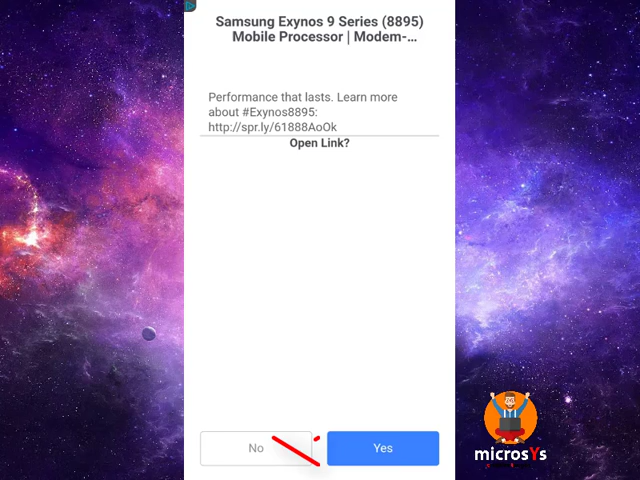 Samsung Exynos 9 Series (8895)
Mobile Processor | Modem-...
Performance that lasts. Learn more
about #Exynos8895:
http://spr.ly/61888AoOk
Open Link?
No
Yes
microsYs